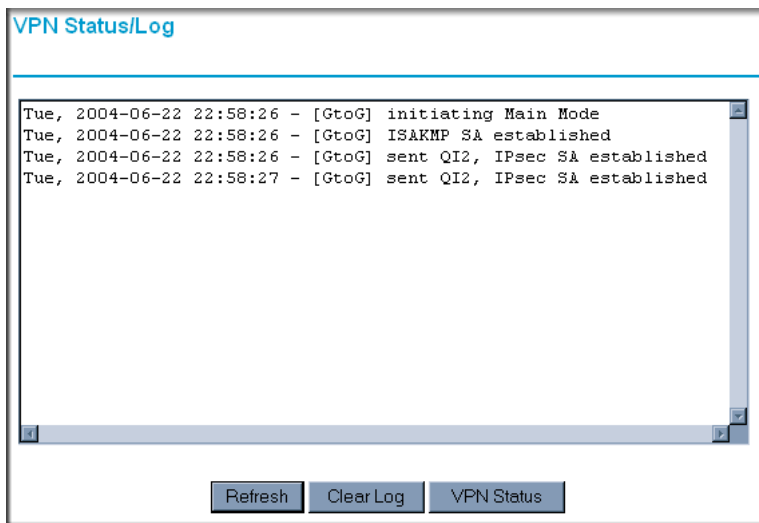 VPN Status/Log
Tue, 2004-06-22 22:58:26 - [GtoG] initiating Main Mode
Tue, 2004-06-22 22:58:26 - [GtoG] ISAKMP SA established
Tue, 2004-06-22 22:58:26 - [GtoG] sent QI2, IPsec SA established
Tue, 2004-06-22 22:58:27 - [GtoG] sent QI2, IPsec SA established
Refresh Clear Log VPN Status